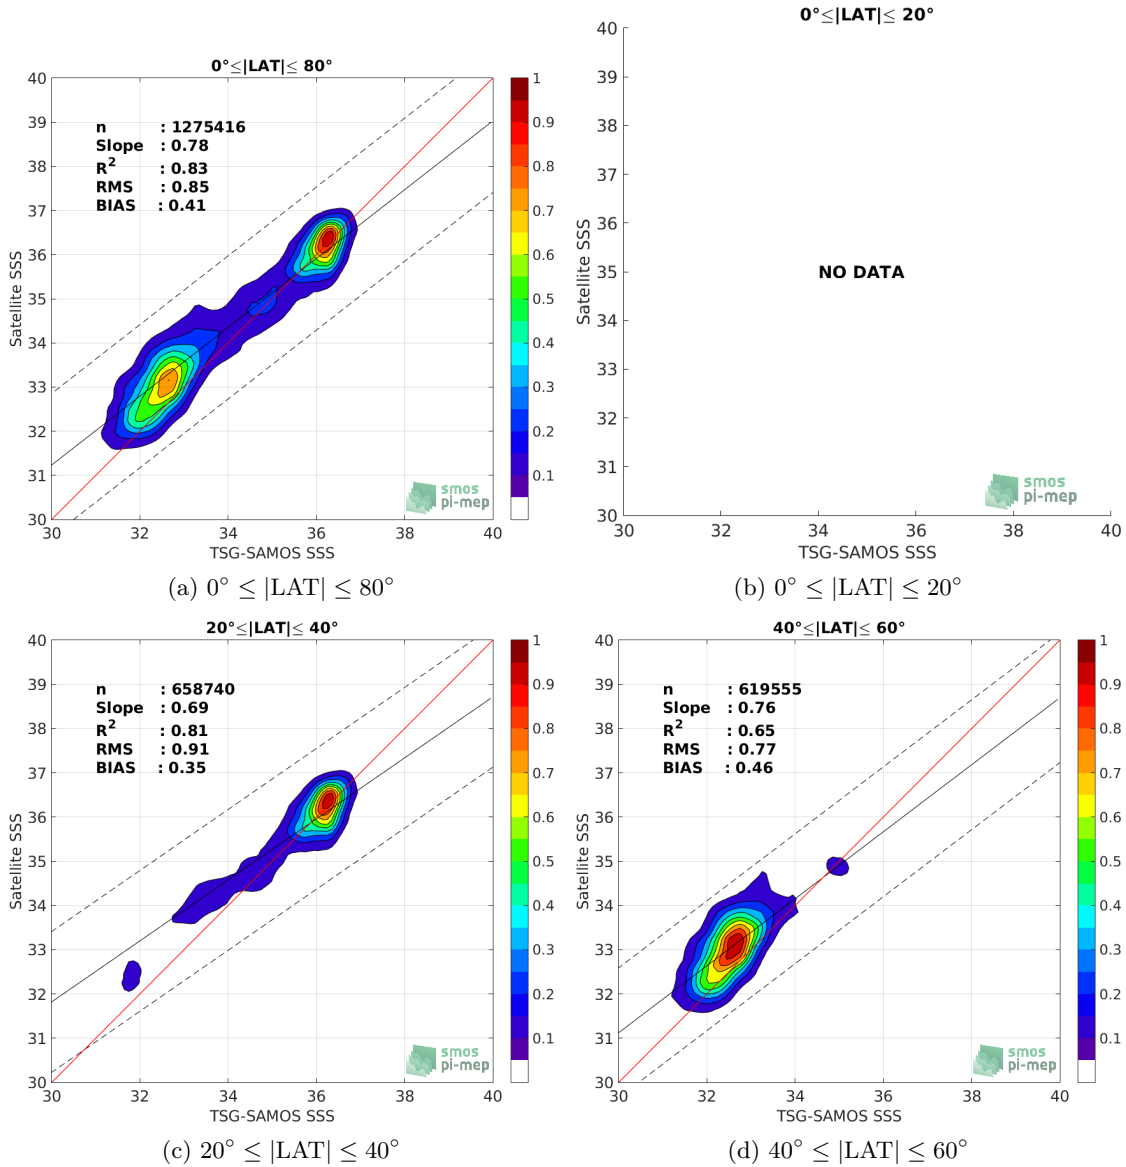 0°≤|LAT|≤ 80°
n : 1275416
Slope : 0.78
R² : 0.83
RMS : 0.85
BIAS : 0.41
40
39
38
37
36
35
34
33
32
31
30
Satellite SSS
30 32 34 36 38 40
TSG-SAMOS SSS
1
0.9
0.8
0.7
0.6
0.5
0.4
0.3
0.2
0.1
smos
pi-mep
(a) 0° ≤ |LAT| ≤ 80°
0°≤|LAT|≤ 20°
40
39
38
37
36
35
34
33
32
31
30
Satellite SSS
NO DATA
30 32 34 36 38 40
TSG-SAMOS SSS
smos
pi-mep
(b) 0° ≤ |LAT| ≤ 20°
20°≤|LAT|≤ 40°
n : 658740
Slope : 0.69
R² : 0.81
RMS : 0.91
BIAS : 0.35
40
39
38
37
36
35
34
33
32
31
30
Satellite SSS
30 32 34 36 38 40
TSG-SAMOS SSS
1
0.9
0.8
0.7
0.6
0.5
0.4
0.3
0.2
0.1
smos
pi-mep
(c) 20° ≤ |LAT| ≤ 40°
40°≤|LAT|≤ 60°
n : 619555
Slope : 0.76
R² : 0.65
RMS : 0.77
BIAS : 0.46
40
39
38
37
36
35
34
33
32
31
30
Satellite SSS
30 32 34 36 38 40
TSG-SAMOS SSS
1
0.9
0.8
0.7
0.6
0.5
0.4
0.3
0.2
0.1
smos
pi-mep
(d) 40° ≤ |LAT| ≤ 60°